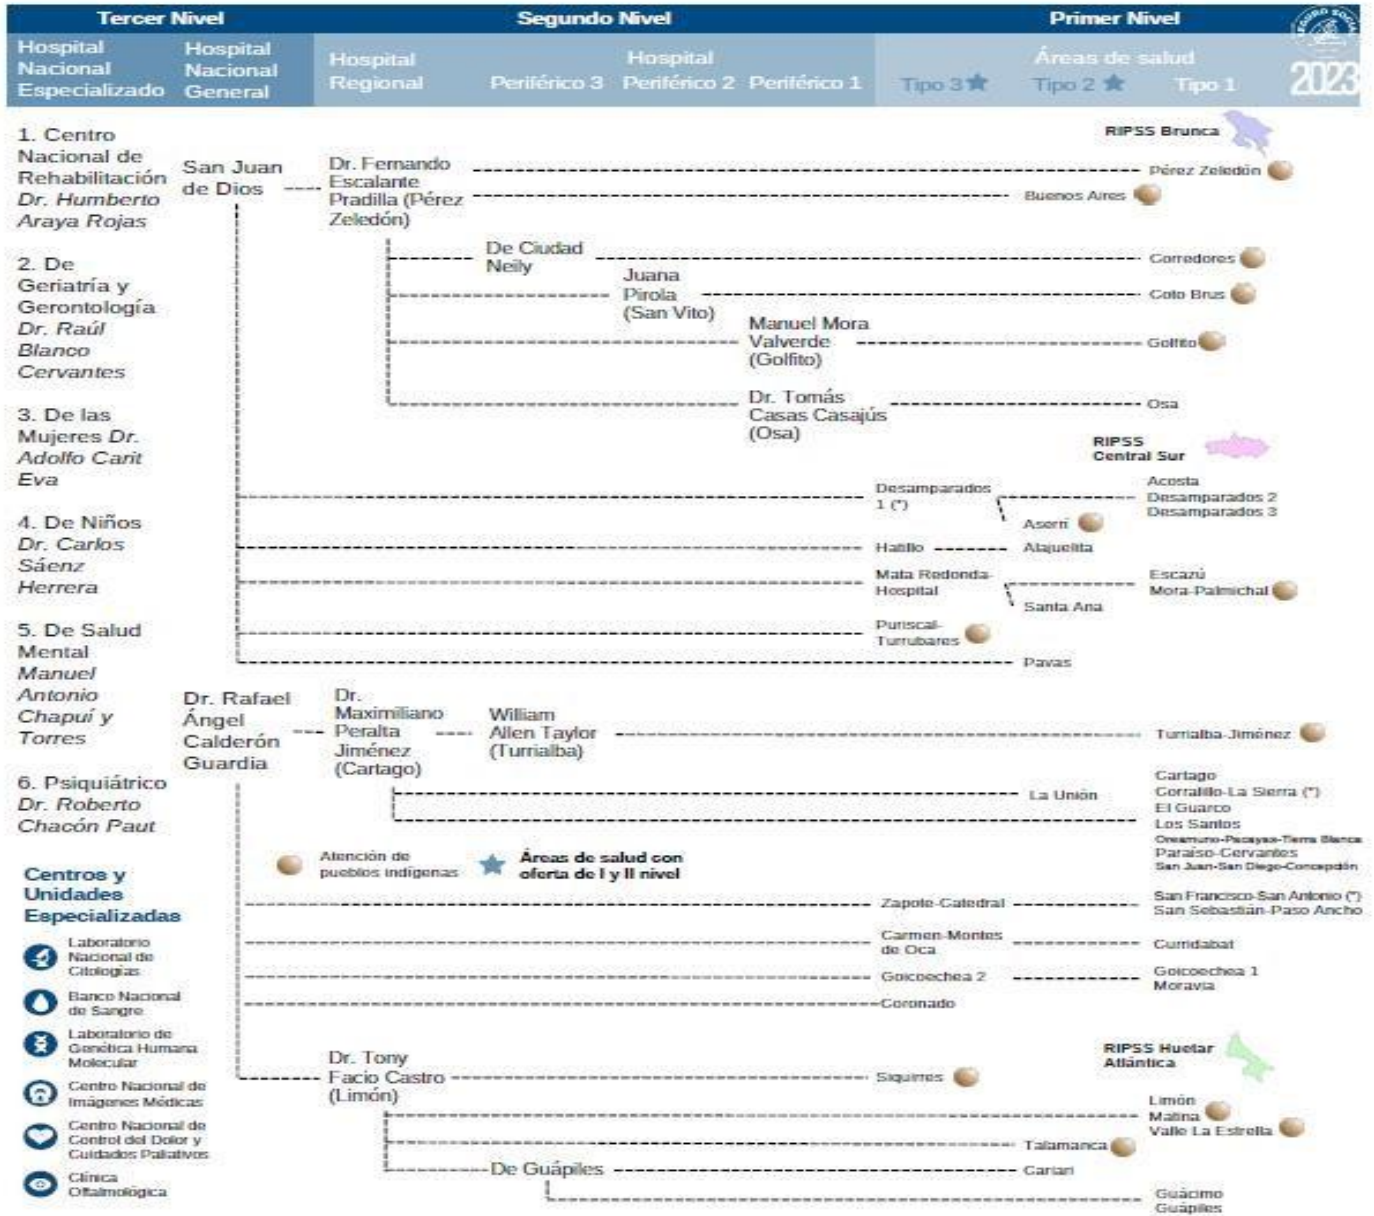 Tercer Nivel
Segundo Nivel
Primer Nivel
SEGURO SOCIAL
2023
Hospital
Nacional
Especializado
Hospital
Nacional
General
Hospital
Regional
Hospital
Periférico 3
Periférico 2
Periférico 1
Áreas de salud
Tipo 3
Tipo 2
Tipo 1
1. Centro
Nacional de
Rehabilitación
Dr. Humberto
Araya Rojas
2. De
Geriatría y
Gerontología
Dr. Raúl
Blanco
Cervantes
3. De las
Mujeres Dr.
Adolfo Carit
Eva
4. De Niños
Dr. Carlos
Sáenz
Herrera
5. De Salud
Mental
Manuel
Antonio
Chapuí y
Torres
6. Psiquiátrico
Dr. Roberto
Chacón Paut
RIPSS Brunca
San Juan
de Dios
Dr. Fernando
Escalante
Pradilla (Pérez
Zeledón)
Pérez Zeledón
Buenos Aires
De Ciudad
Neily
Corredores
Juana
Pirola
(San Vito)
Coto Brus
Manuel Mora
Valverde
(Golfito)
Golfito
Dr. Tomás
Casas Casajús
(Osa)
Osa
RIPSS
Central Sur
Desamparados
1 (*)
Acosta
Desamparados 2
Desamparados 3
Aserrí
Hatillo
Alajuelita
Mata Redonda-
Hospital
Escazú
Mora-Palmichal
Santa Ana
Puriscal-
Turrubares
Pavas
Dr. Rafael
Ángel
Calderón
Guardia
Dr.
Maximiliano
Peralta
Jiménez
(Cartago)
William
Allen Taylor
(Turrialba)
Turrialba-Jiménez
La Unión
Cartago
Corralillo-La Sierra (*)
El Guarco
Los Santos
Oreamuno-Pacayas-Tierra Blanca
Paraíso-Cervantes
San Juan-San Diego-Concepción
Atención de
pueblos indígenas
Áreas de salud con
oferta de I y II nivel
Zapote-Catedral
San Francisco-San Antonio (*)
San Sebastián-Paso Ancho
Carmen-Montes
de Oca
Curridabat
Goicoechea 2
Goicoechea 1
Moravia
Coronado
RIPSS Huetar
Atlántica
Dr. Tony
Facio Castro
(Limón)
Siquirres
Limón
Matina
Valle La Estrella
Talamanca
De Guápiles
Cariari
Guácimo
Guápiles
Centros y
Unidades
Especializadas
Laboratorio
Nacional de
Citologías
Banco Nacional
de Sangre
Laboratorio de
Genética Humana
Molecular
Centro Nacional de
Imágenes Médicas
Centro Nacional de
Control del Dolor y
Cuidados Paliativos
Clínica
Oftalmológica